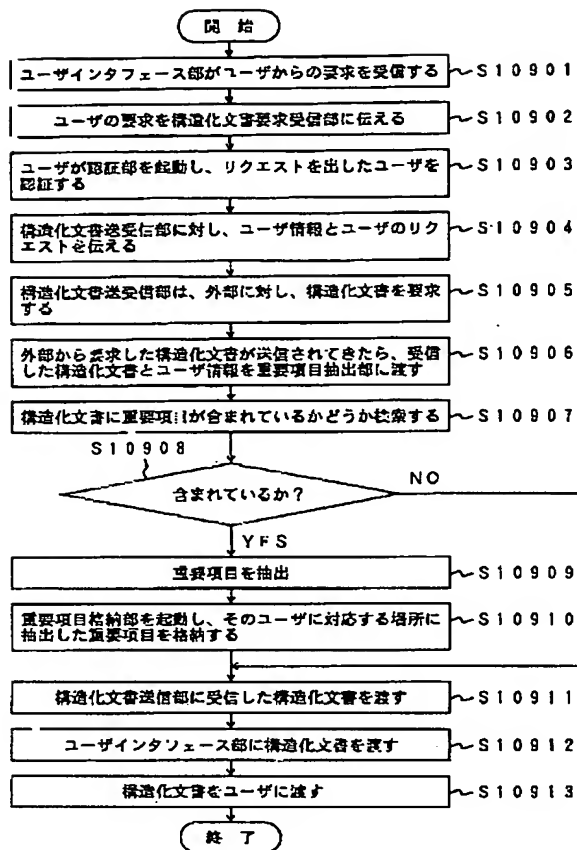 開 始
ユーザインタフェース部がユーザからの要求を受信する
S10901
ユーザの要求を構造化文書要求受信部に伝える
S10902
ユーザが認証部を起動し、リクエストを出したユーザを
認証する
S10903
構造化文書送受信部に対し、ユーザ情報とユーザのリク
エストを伝える
S10904
構造化文書送受信部は、外部に対し、構造化文書を要求
する
S10905
外部から要求した構造化文書が送信されてきたら、受信
した構造化文書とユーザ情報を重要項目抽出部に渡す
S10906
構造化文書に重要項目が含まれているかどうか検索する
S10907
S10908
含まれているか？
NO
YES
重要項目を抽出
S10909
重要項目格納部を起動し、そのユーザに対応する場所に
抽出した重要項目を格納する
S10910
構造化文書送信部に受信した構造化文書を渡す
S10911
ユーザインタフェース部に構造化文書を渡す
S10912
構造化文書をユーザに渡す
S10913
終 了